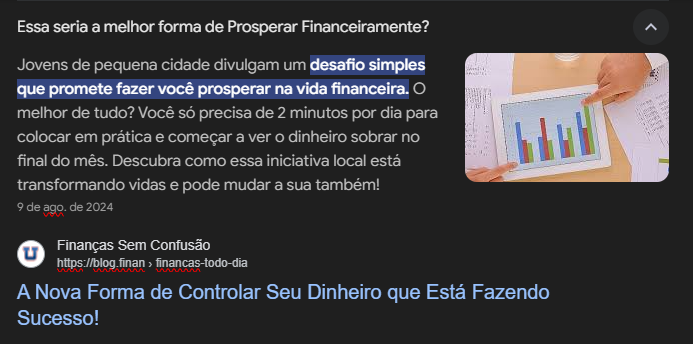 Essa seria a melhor forma de Prosperar Financeiramente?
Jovens de pequena cidade divulgam um desafio simples
que promete fazer você prosperar na vida financeira. O
melhor de tudo? Você só precisa de 2 minutos por dia para
colocar em prática e começar a ver o dinheiro sobrar no
final do mês. Descubra como essa iniciativa local está
transformando vidas e pode mudar a sua também!
9 de ago. de 2024
Finanças Sem Confusão
https://blog.finan › financas-todo-dia
A Nova Forma de Controlar Seu Dinheiro que Está Fazendo
Sucesso!